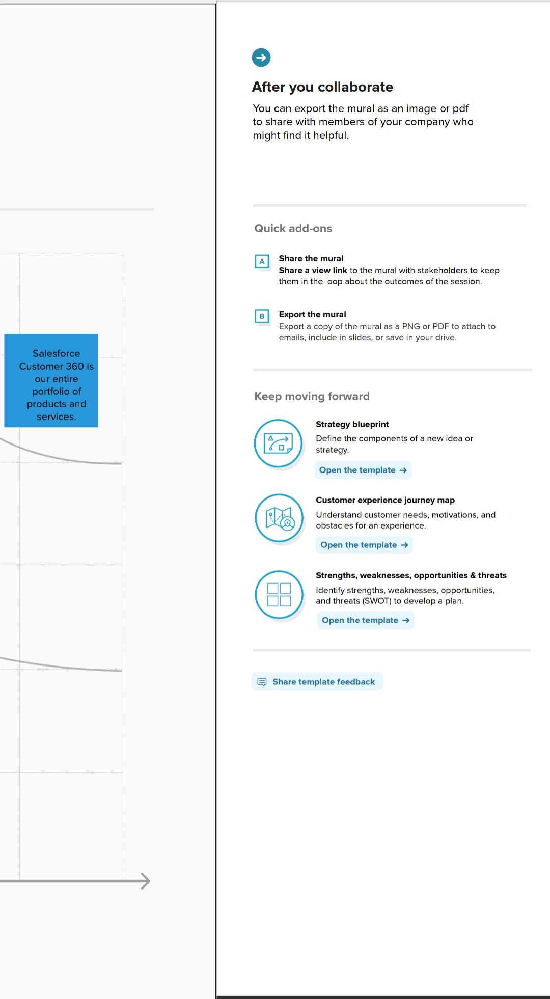 Salesforce
Customer 360 is
our entire
portfolio of
products and
services.
After you collaborate
You can export the mural as an image or pdf
to share with members of your company who
might find it helpful.
Quick add-ons
A
Share the mural
Share a view link to the mural with stakeholders to keep
them in the loop about the outcomes of the session.
B
Export the mural
Export a copy of the mural as a PNG or PDF to attach to
emails, include in slides, or save in your drive.
Keep moving forward
Strategy blueprint
Define the components of a new idea or
strategy.
Open the template →
Customer experience journey map
Understand customer needs, motivations, and
obstacles for an experience.
Open the template →
Strengths, weaknesses, opportunities & threats
Identify strengths, weaknesses, opportunities,
and threats (SWOT) to develop a plan.
Open the template →
Share template feedback